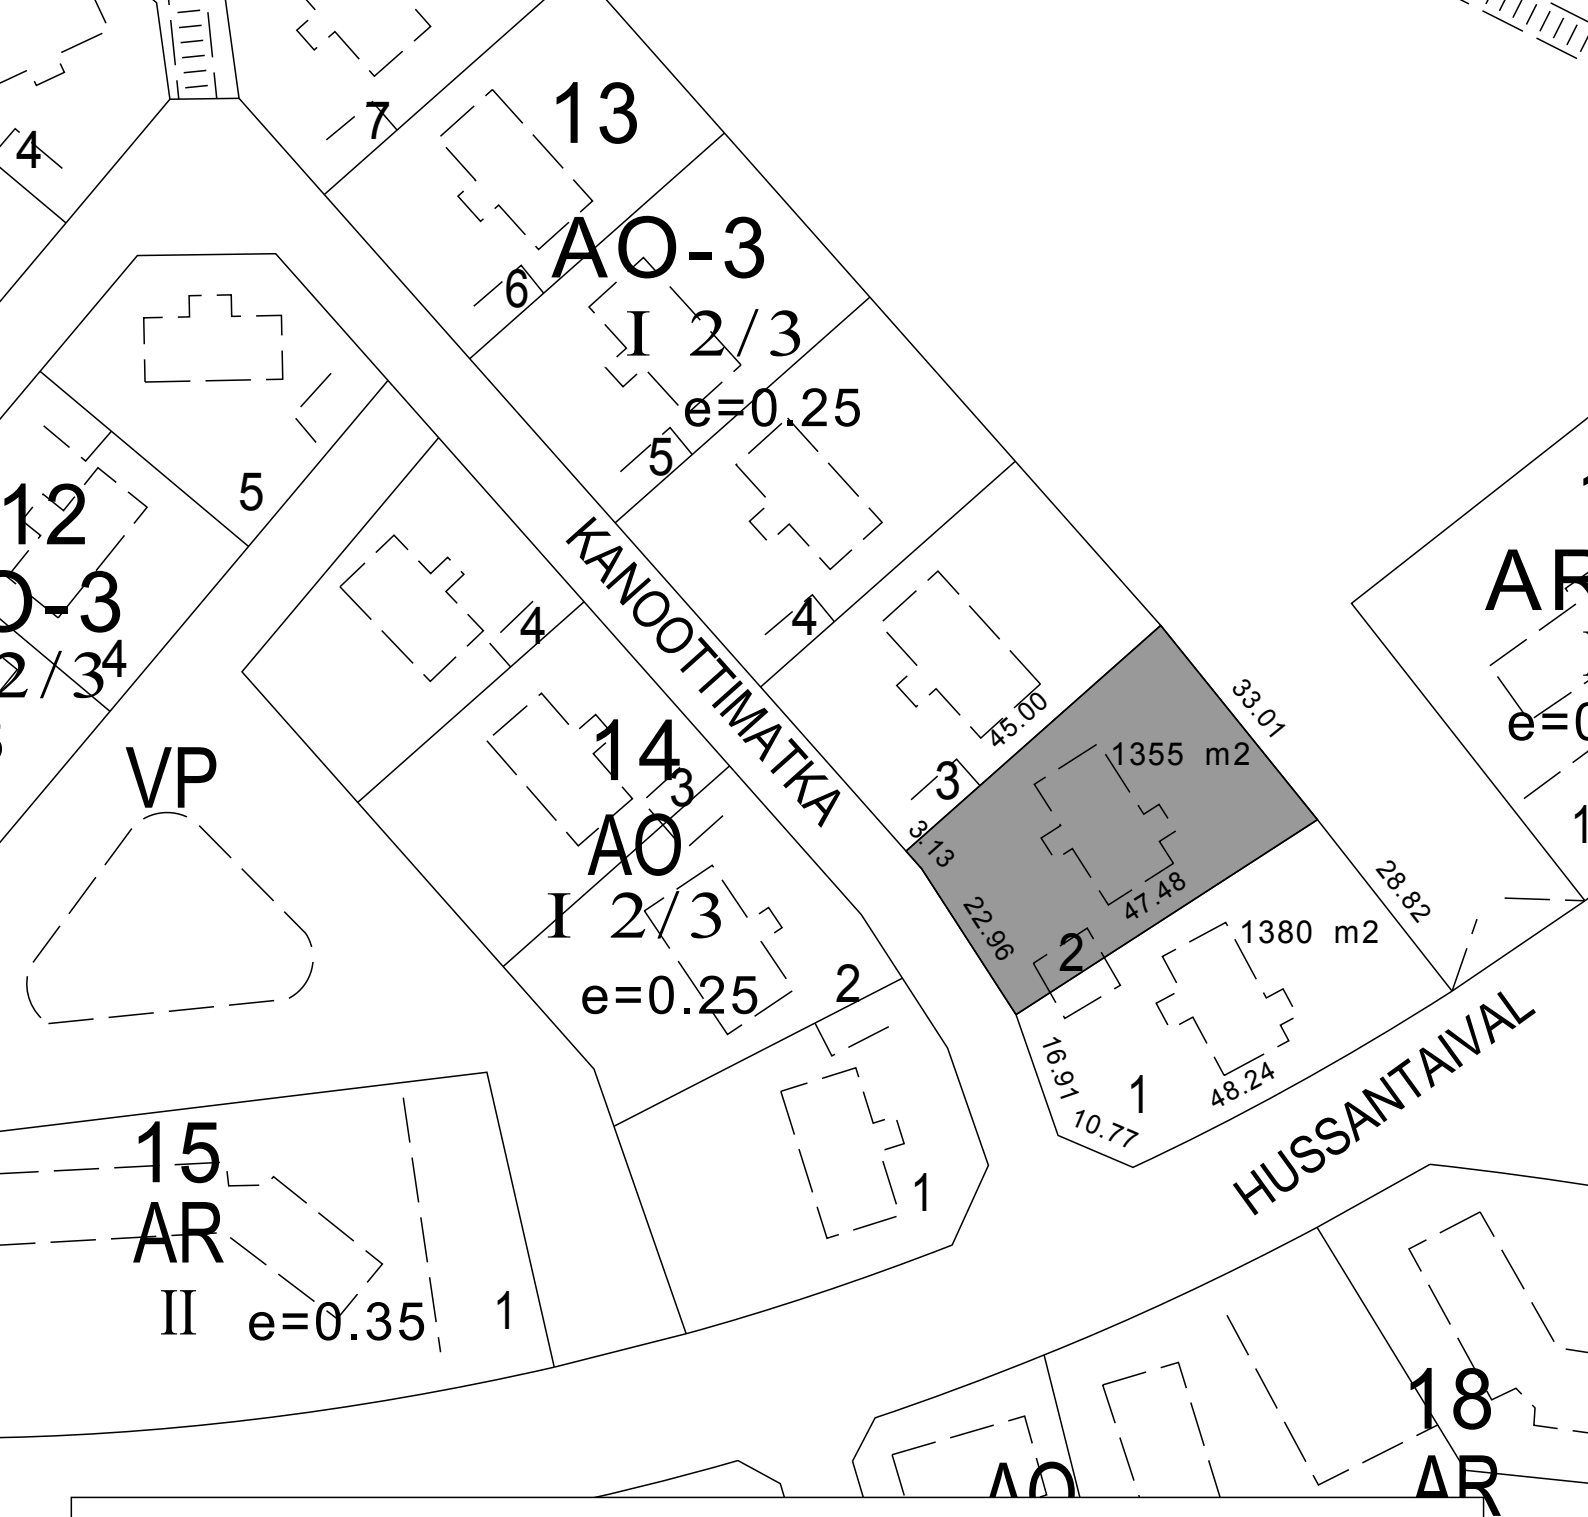 13
7
4
AO-3
6
I 2/3
e=0.25
5
5
12
O-3
2/3
4
KANOOTTIMATKA
4
4
AR
33.01
45.00
1355 m2
VP
14
3
3
AO
I 2/3
e=0.25
3.13
22.96
47.48
2
28.82
1380 m2
1
2
16.91
1
48.24
10.77
HUSSANTAIVAL
15
AR
II
e=0.35
1
1
18
AR
AO